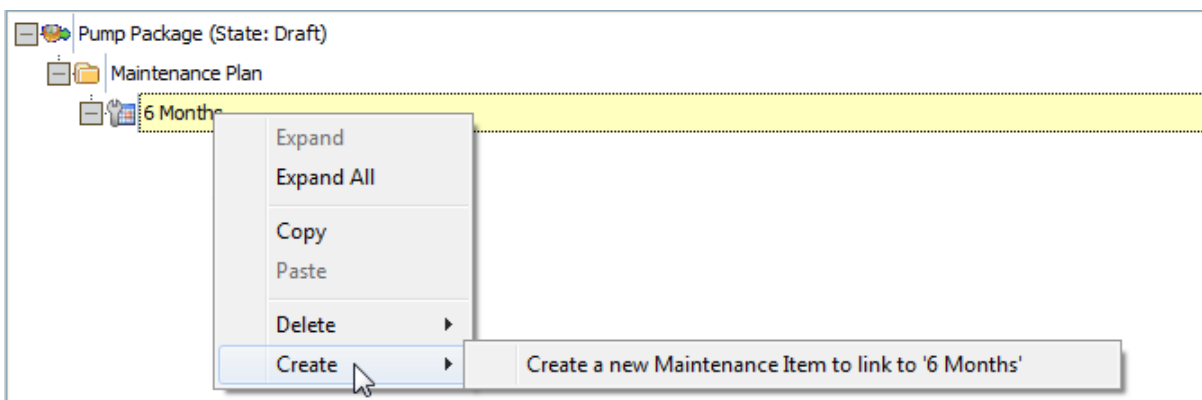 Pump Package (State: Draft)
Maintenance Plan
6 Months
Expand
Expand All
Copy
Paste
Delete
Create
Create a new Maintenance Item to link to '6 Months'